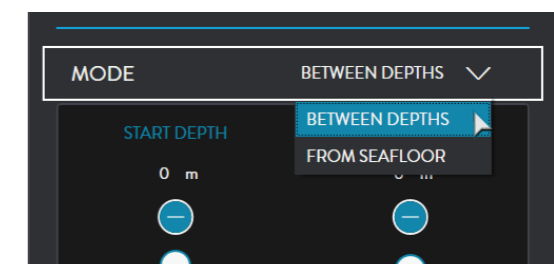 MODE BETWEEN DEPTHS
BETWEEN DEPTHS
START DEPTH
FROM SEAFLOOR
0 m